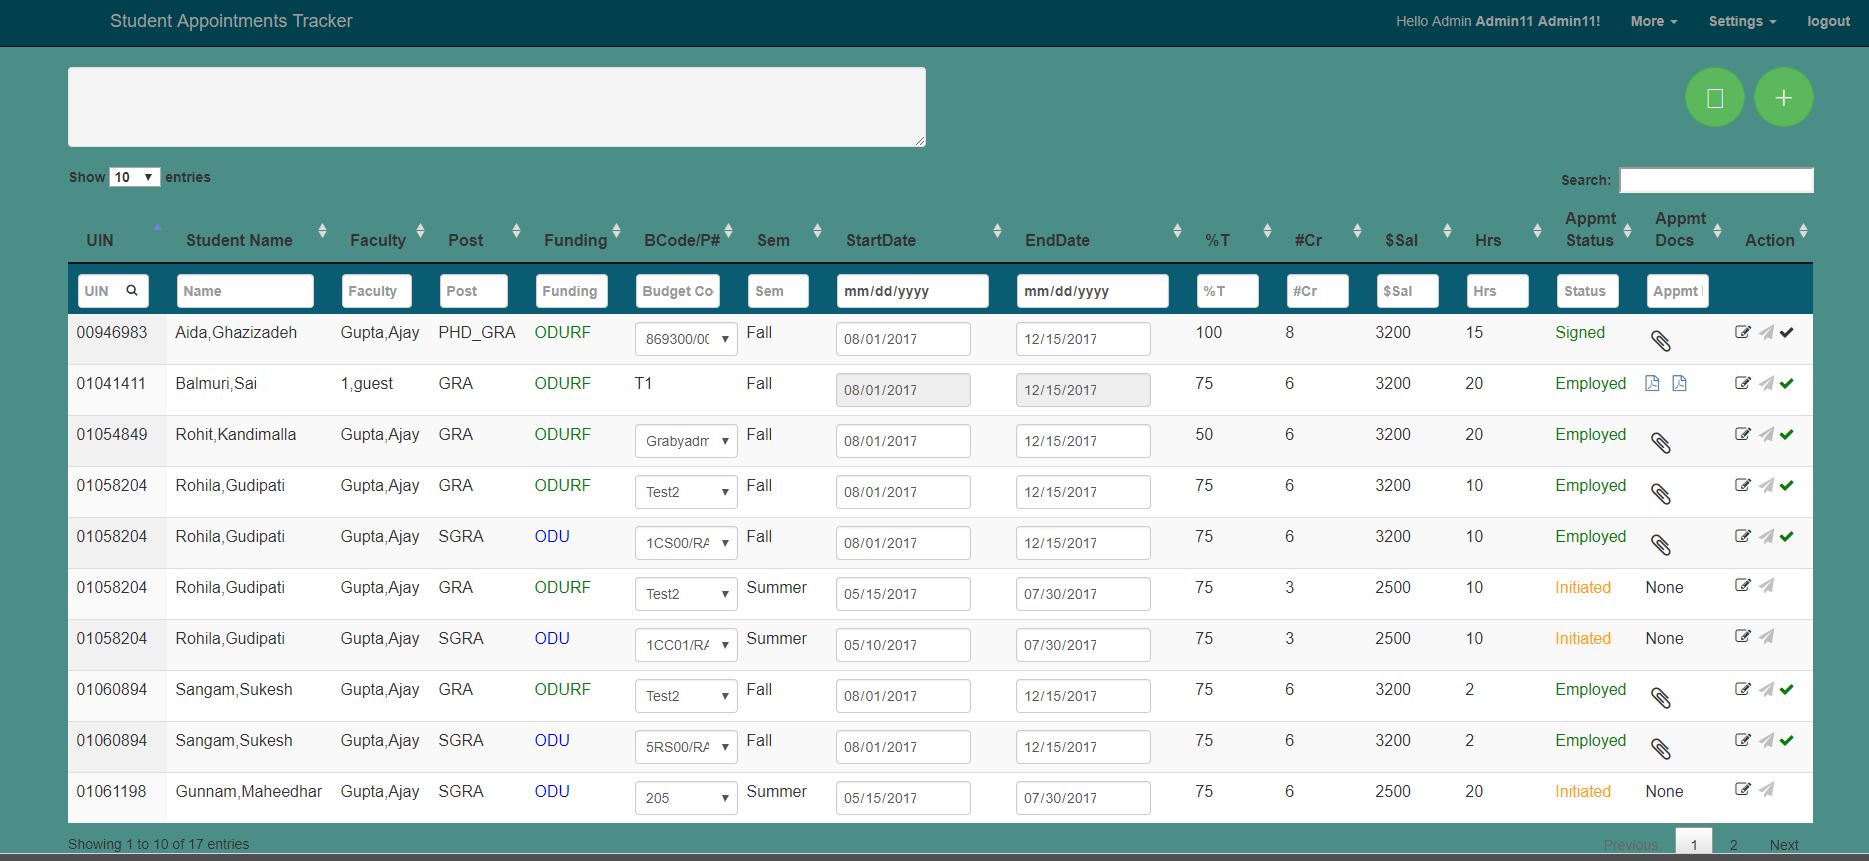 Student Appointments Tracker Hello Admin Admin11 Admin11! More Settings logout
+
Show 10 entries Search:
UIN Student Name Faculty Post Funding BCode/P# Sem StartDate EndDate %T #Cr $Sal Hrs Appmt Status Appmt Docs Action
UIN Name Faculty Post Funding Budget Co Sem mm/dd/yyyy mm/dd/yyyy %T #Cr $Sal Hrs Status Appmt
00946983 Aida,Ghazizadeh Gupta,Ajay PHD_GRA ODURF 869300/00 Fall 08/01/2017 12/15/2017 100 8 3200 15 Signed
01041411 Balmuri,Sai 1,guest GRA ODURF T1 Fall 08/01/2017 12/15/2017 75 6 3200 20 Employed
01054849 Rohit,Kandimalla Gupta,Ajay GRA ODURF Grabyadm Fall 08/01/2017 12/15/2017 50 6 3200 20 Employed
01058204 Rohila,Gudipati Gupta,Ajay GRA ODURF Test2 Fall 08/01/2017 12/15/2017 75 6 3200 10 Employed
01058204 Rohila,Gudipati Gupta,Ajay SGRA ODU 1CS00/RA Fall 08/01/2017 12/15/2017 75 6 3200 10 Employed
01058204 Rohila,Gudipati Gupta,Ajay GRA ODURF Test2 Summer 05/15/2017 07/30/2017 75 3 2500 10 Initiated None
01058204 Rohila,Gudipati Gupta,Ajay SGRA ODU 1CC01/RA Summer 05/10/2017 07/30/2017 75 3 2500 10 Initiated None
01060894 Sangam,Sukesh Gupta,Ajay GRA ODURF Test2 Fall 08/01/2017 12/15/2017 75 6 3200 2 Employed
01060894 Sangam,Sukesh Gupta,Ajay SGRA ODU 5RS00/RA Fall 08/01/2017 12/15/2017 75 6 3200 2 Employed
01061198 Gunnam,Maheedhar Gupta,Ajay SGRA ODU 205 Summer 05/15/2017 07/30/2017 75 6 2500 20 Initiated None
Showing 1 to 10 of 17 entries Previous 1 2 Next